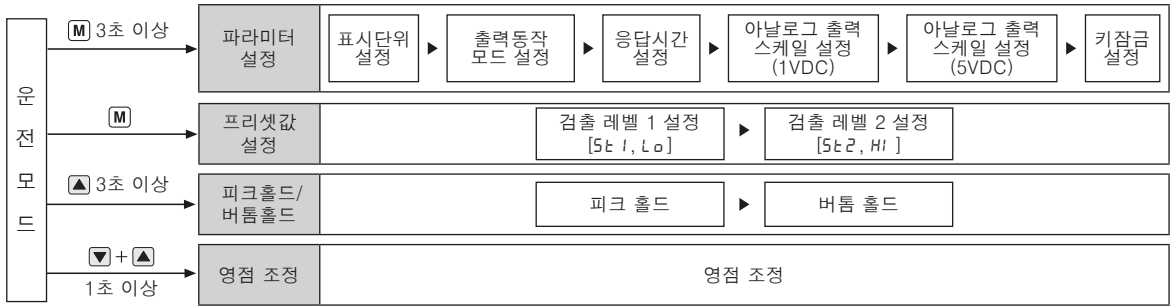 운전모드
M 3초 이상
파라미터
설정
표시단위
설정
▶
출력동작
모드 설정
▶
응답시간
설정
▶
아날로그 출력
스케일 설정
(1VDC)
▶
아날로그 출력
스케일 설정
(5VDC)
▶
키잠금
설정
M
프리셋값
설정
검출 레벨 1 설정
[St1, Lo]
▶
검출 레벨 2 설정
[St2, HI]
▲ 3초 이상
피크홀드/
버톰홀드
피크 홀드
▶
버톰 홀드
▼+▲
1초 이상
영점 조정
영점 조정